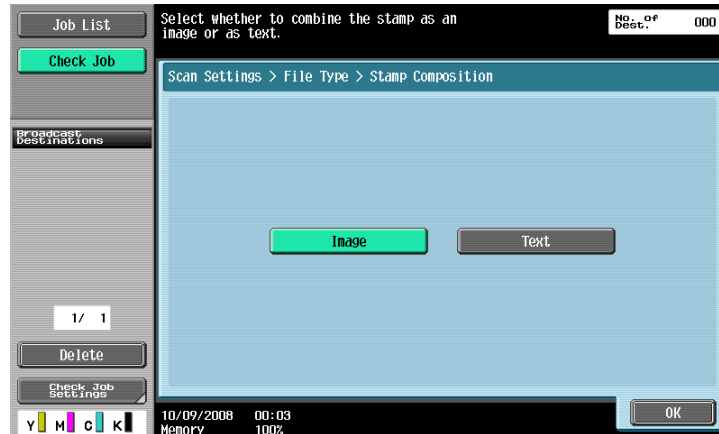 Job List
Check Job
Select whether to combine the stamp as an
image or as text.
No. of
Dest.
000
Scan Settings > File Type > Stamp Composition
Broadcast
Destinations
Image
Text
1/ 1
Delete
Check Job
Settings
Y M C K
10/09/2008 00:03
Memory 100%
OK